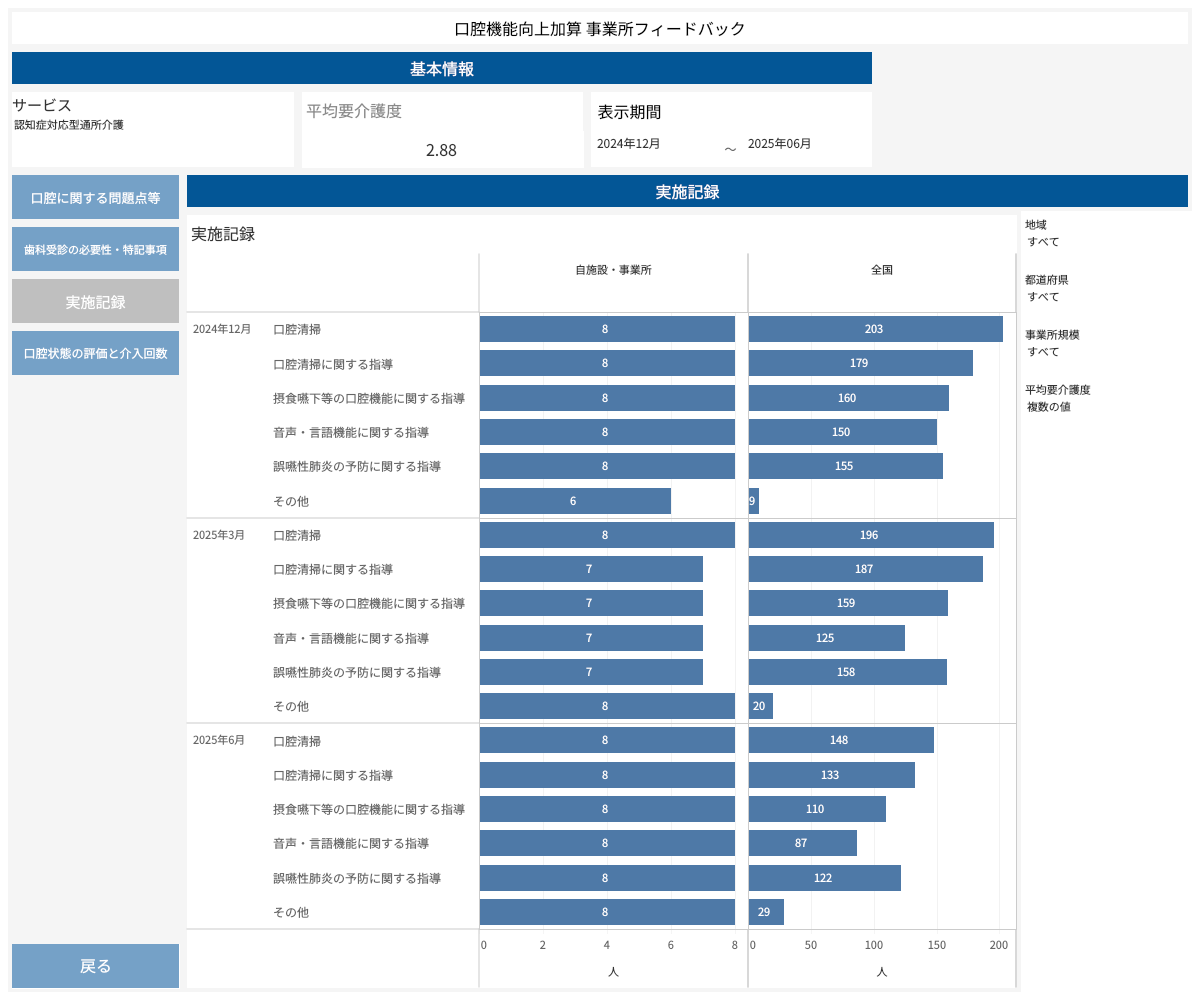 口腔機能向上加算 事業所フィードバック
基本情報
サービス
認知症対応型通所介護
平均要介護度
2.88
表示期間
2024年12月 ～ 2025年06月
口腔に関する問題点等
歯科受診の必要性・特記事項
実施記録
口腔状態の評価と介入回数
戻る
実施記録
実施記録
自施設・事業所 全国
2024年12月 口腔清掃 8 203
口腔清掃に関する指導 8 179
摂食嚥下等の口腔機能に関する指導 8 160
音声・言語機能に関する指導 8 150
誤嚥性肺炎の予防に関する指導 8 155
その他 6 9
2025年3月 口腔清掃 8 196
口腔清掃に関する指導 7 187
摂食嚥下等の口腔機能に関する指導 7 159
音声・言語機能に関する指導 7 125
誤嚥性肺炎の予防に関する指導 7 158
その他 8 20
2025年6月 口腔清掃 8 148
口腔清掃に関する指導 8 133
摂食嚥下等の口腔機能に関する指導 8 110
音声・言語機能に関する指導 8 87
誤嚥性肺炎の予防に関する指導 8 122
その他 8 29
0 2 4 6 8 0 50 100 150 200
人 人
地域
すべて
都道府県
すべて
事業所規模
すべて
平均要介護度
複数の値